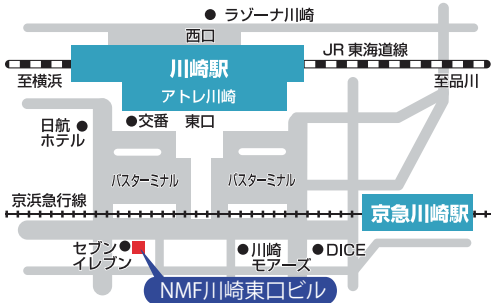 ラゾーナ川崎
西口
JR 東海道線
川崎駅
至横浜
至品川
アトレ川崎
交番
東口
日航
ホテル
バスターミナル
バスターミナル
京浜急行線
京急川崎駅
セブン
イレブン
川崎
モアーズ
DICE
NMF川崎東口ビル